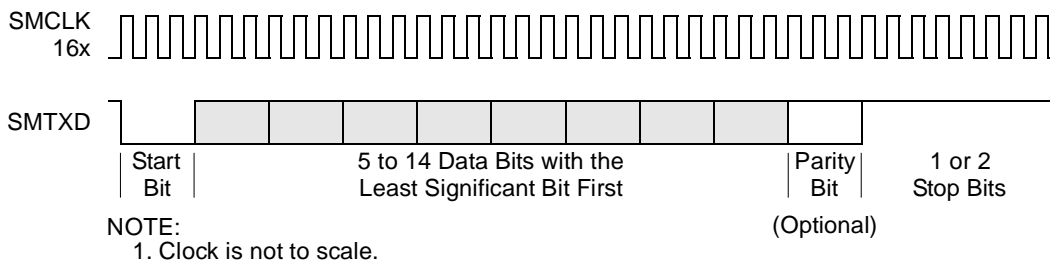 SMCLK
16x
SMTXD
Start
Bit
5 to 14 Data Bits with the
Least Significant Bit First
Parity
Bit
1 or 2
Stop Bits
(Optional)
NOTE:
1. Clock is not to scale.